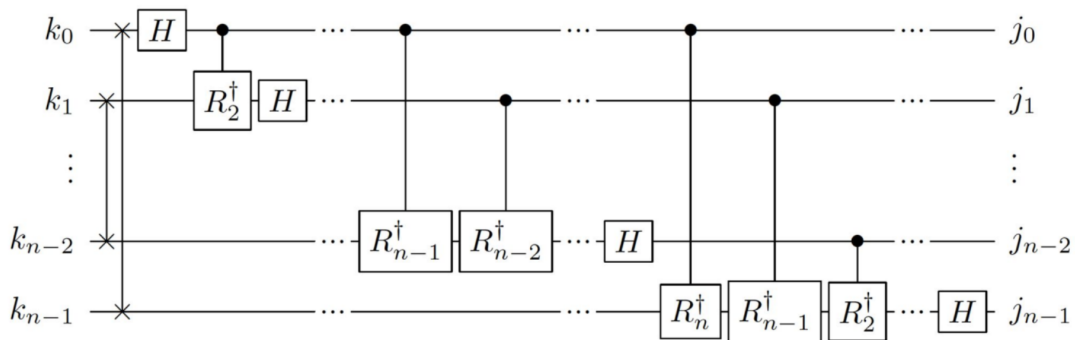 k₀ H ··· ··· ··· j₀
k₁ R₂† H ··· ··· ··· j₁
⋮ ⋮
kₙ₋₂ ··· Rₙ₋₁† Rₙ₋₂† ··· H ··· jₙ₋₂
kₙ₋₁ ··· ··· Rₙ† Rₙ₋₁† R₂† ··· H jₙ₋₁